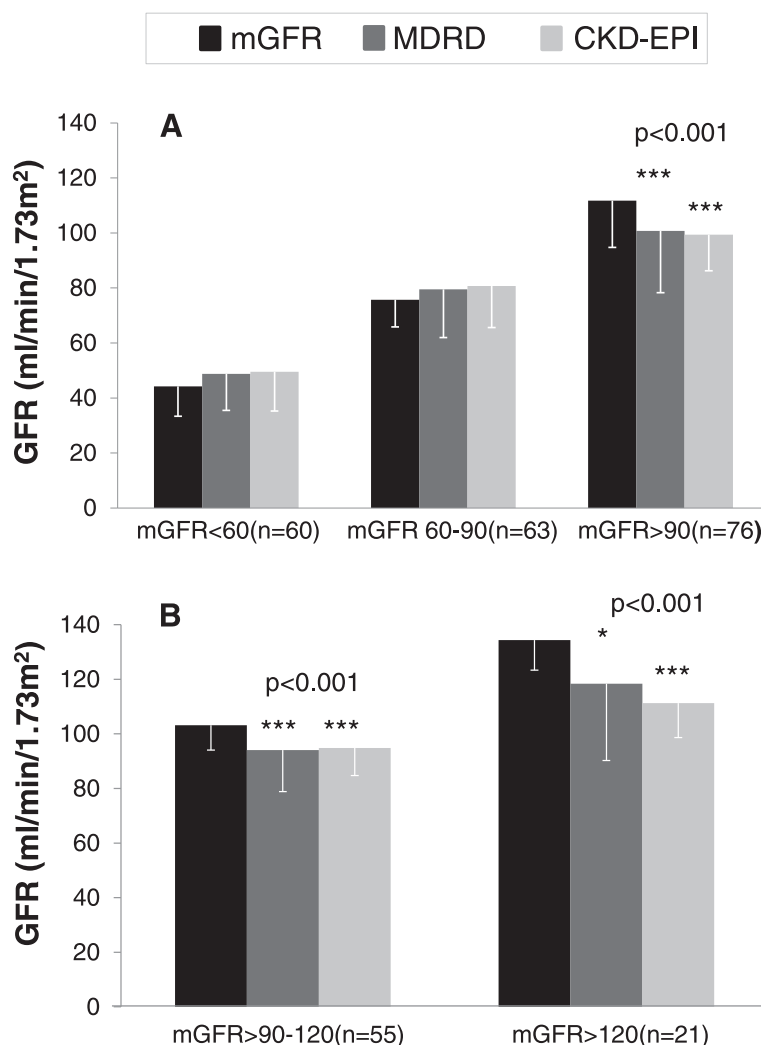 mGFR MDRD CKD-EPI
A
p<0.001
***
***
GFR (ml/min/1.73m²)
140
120
100
80
60
40
20
0
mGFR<60(n=60) mGFR 60-90(n=63) mGFR>90(n=76)
B
p<0.001
*
***
p<0.001
*** ***
GFR (ml/min/1.73m²)
140
120
100
80
60
40
20
0
mGFR>90-120(n=55) mGFR>120(n=21)